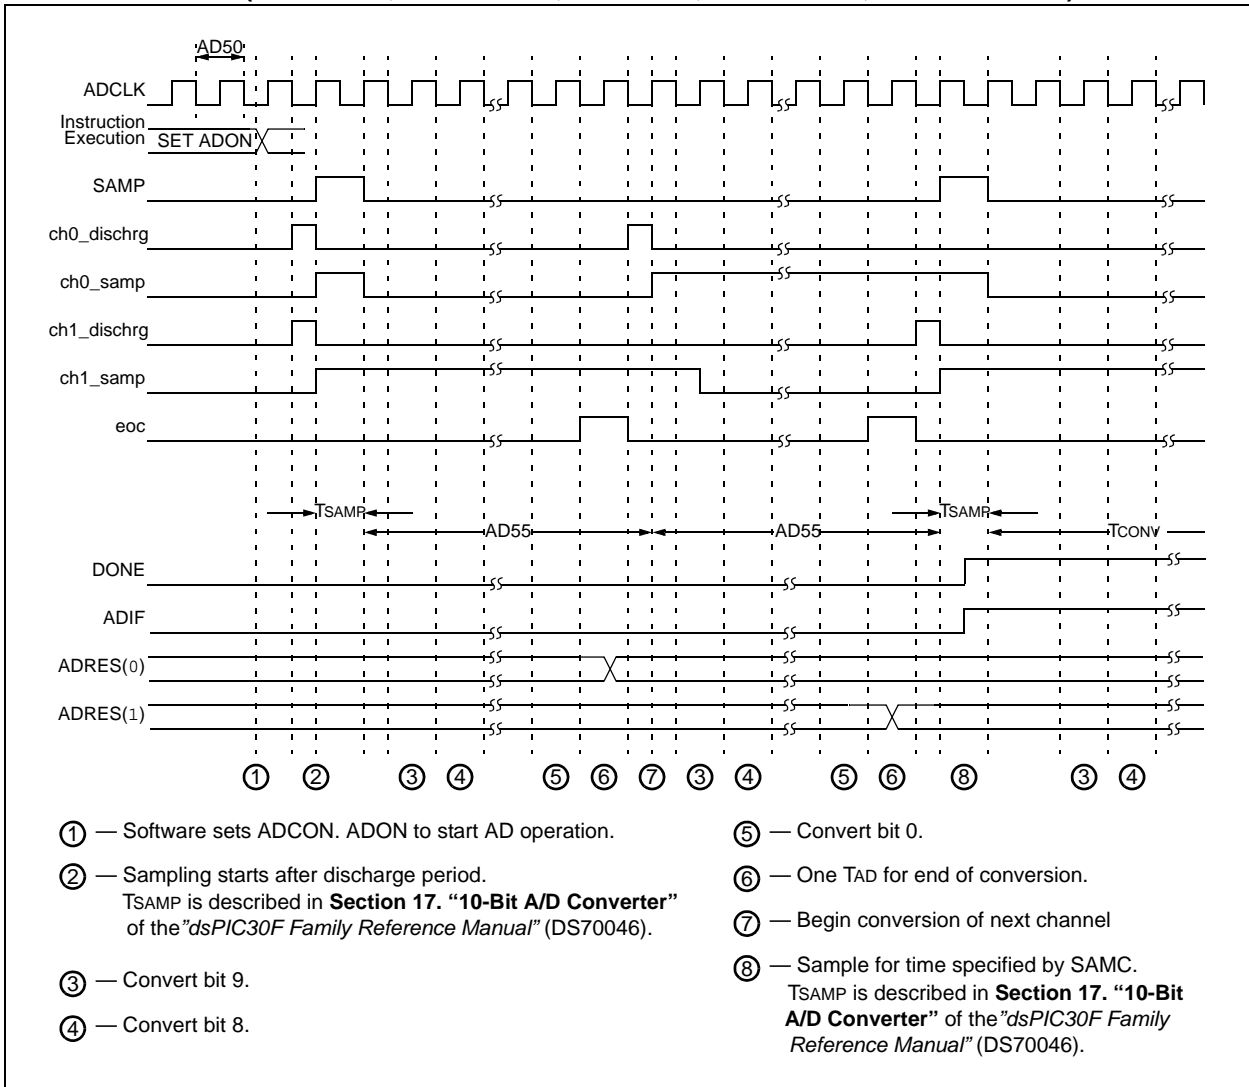 AD50
ADCLK
Instruction
Execution
SET ADON
SAMP
ch0_dischrg
ch0_samp
ch1_dischrg
ch1_samp
eoc
TSAMP
TSAMP
AD55
AD55
TCONV
DONE
ADIF
ADRES(0)
ADRES(1)
1 2 3 4 5 6 7 3 4 5 6 8 3 4
1 — Software sets ADCON. ADON to start AD operation.
2 — Sampling starts after discharge period.
TSAMP is described in Section 17. “10-Bit A/D Converter”
of the”dsPIC30F Family Reference Manual” (DS70046).
3 — Convert bit 9.
4 — Convert bit 8.
5 — Convert bit 0.
6 — One TAD for end of conversion.
7 — Begin conversion of next channel
8 — Sample for time specified by SAMC.
TSAMP is described in Section 17. “10-Bit
A/D Converter” of the”dsPIC30F Family
Reference Manual” (DS70046).